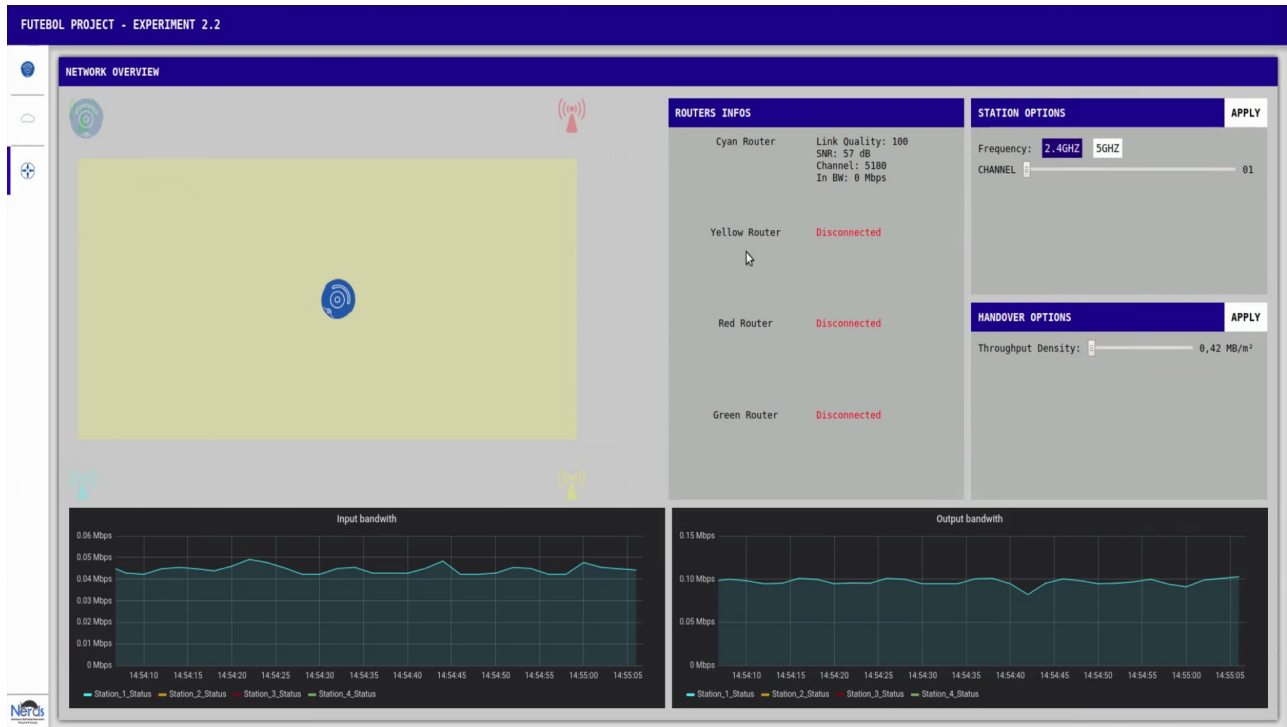 FUTEBOL PROJECT - EXPERIMENT 2.2
NETWORK OVERVIEW
ROUTERS INFOS
Cyan Router
Link Quality: 100
SNR: 57 dB
Channel: 5180
In BW: 0 Mbps
Yellow Router
Disconnected
Red Router
Disconnected
Green Router
Disconnected
STATION OPTIONS
APPLY
Frequency: 2.4GHZ 5GHZ
CHANNEL 01
HANDOVER OPTIONS
APPLY
Throughput Density: 0,42 MB/m²
Input bandwith
0.06 Mbps
0.05 Mbps
0.04 Mbps
0.03 Mbps
0.02 Mbps
0.01 Mbps
0 Mbps
14:54:10 14:54:15 14:54:20 14:54:25 14:54:30 14:54:35 14:54:40 14:54:45 14:54:50 14:54:55 14:55:00 14:55:05
Station_1_Status Station_2_Status Station_3_Status Station_4_Status
Output bandwith
0.15 Mbps
0.10 Mbps
0.05 Mbps
0 Mbps
14:54:10 14:54:15 14:54:20 14:54:25 14:54:30 14:54:35 14:54:40 14:54:45 14:54:50 14:54:55 14:55:00 14:55:05
Station_1_Status Station_2_Status Station_3_Status Station_4_Status
Nerds